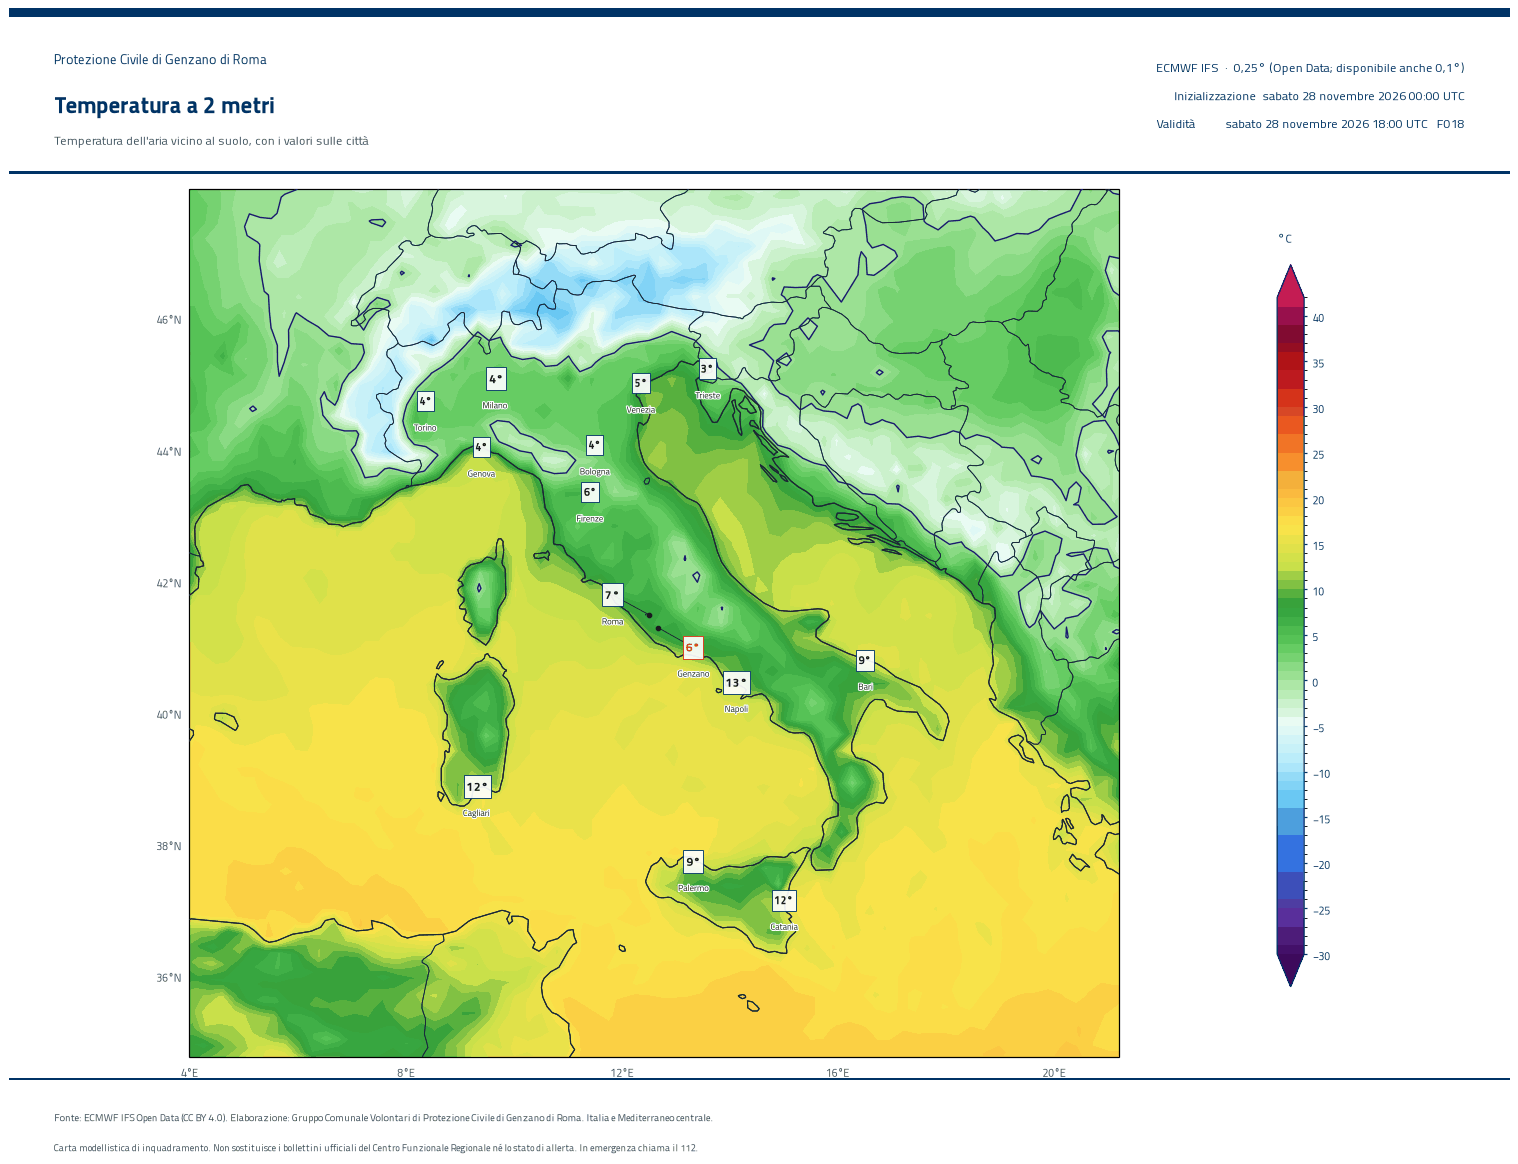 Protezione Civile di Genzano di Roma
Temperatura a 2 metri
Temperatura dell'aria vicino al suolo, con i valori sulle città
ECMWF IFS · 0,25° (Open Data; disponibile anche 0,1°)
Inizializzazione sabato 28 novembre 2026 00:00 UTC
Validità sabato 28 novembre 2026 18:00 UTC F018
°C
40
35
30
25
20
15
10
5
0
−5
−10
−15
−20
−25
−30
46°N
44°N
42°N
40°N
38°N
36°N
4°E
8°E
12°E
16°E
20°E
3°
Trieste
4°
Milano
5°
Venezia
4°
Torino
4°
Genova
4°
Bologna
6°
Firenze
7°
Roma
6°
Genzano
9°
Bari
13°
Napoli
12°
Cagliari
9°
Palermo
12°
Catania
Fonte: ECMWF IFS Open Data (CC BY 4.0). Elaborazione: Gruppo Comunale Volontari di Protezione Civile di Genzano di Roma. Italia e Mediterraneo centrale.
Carta modellistica di inquadramento. Non sostituisce i bollettini ufficiali del Centro Funzionale Regionale né lo stato di allerta. In emergenza chiama il 112.